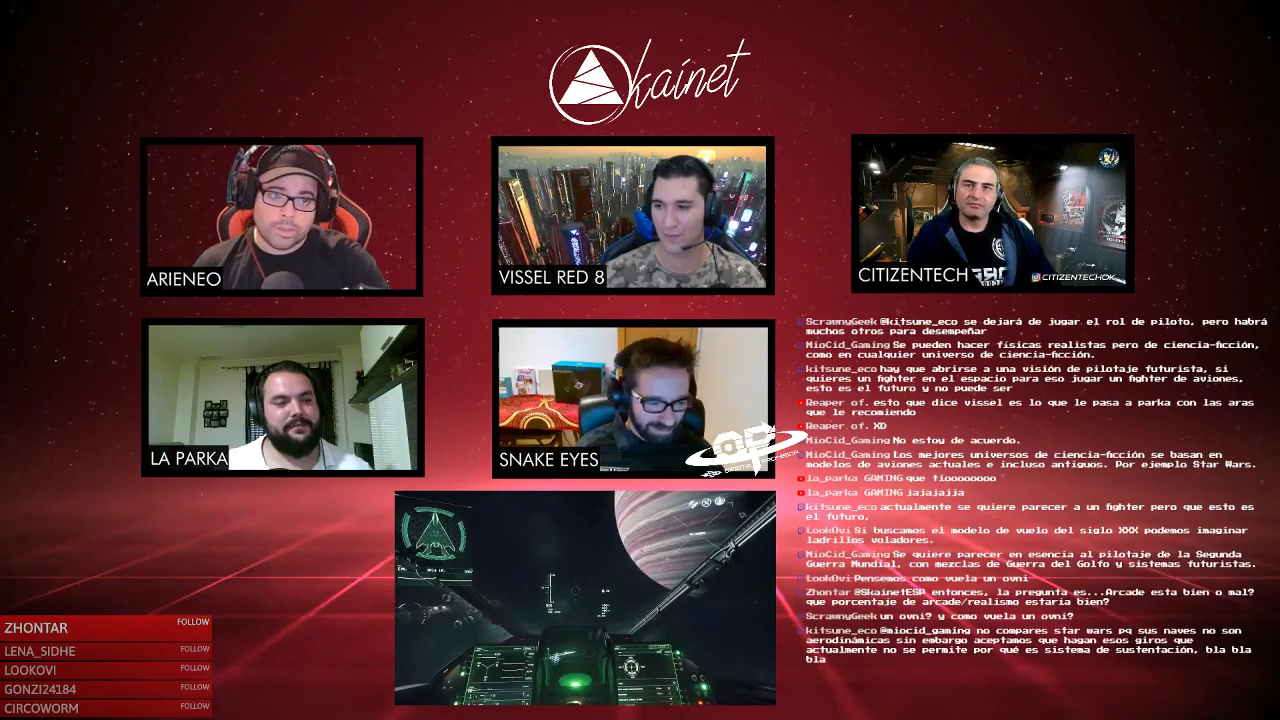 kainet
ARIENEO
VISSEL RED 8
CITIZENTECH
CITIZENTECHOK
LA PARKA
SNAKE EYES
ScrawnyGeek @kitsune_eco se dejará de jugar el rol de piloto, pero habrá
muchos otros para desempeñar
MioCid_Gaming Se pueden hacer físicas realistas pero de ciencia-ficción,
como en cualquier universo de ciencia-ficción.
kitsune_eco hay que abrirse a una visión de pilotaje futurista, si
quieres un fighter en el espacio para eso jugar un fighter de aviones,
esto es el futuro y no puede ser
Reaper of. esto que dice vissel es lo que le pasa a parka con las aras
que le recomiendo
Reaper of. XD
MioCid_Gaming No estoy de acuerdo.
MioCid_Gaming Los mejores universos de ciencia-ficción se basan en
modelos de aviones actuales e incluso antiguos. Por ejemplo Star Wars.
la_parka GAMING que tiooooooooo
la_parka GAMING jajajajja
kitsune_eco actualmente se quiere parecer a un fighter pero que esto es
el futuro,
LookOvi Si buscamos el modelo de vuelo del siglo XXX podemos imaginar
ladrillos voladores.
MioCid_Gaming Se quiere parecer en esencia al pilotaje de la Segunda
Guerra Mundial, con mezclas de Guerra del Golfo y sistemas futuristas.
LookOvi Pensemos como vuela un ovni
Zhontar @SkainetESP entonces, la pregunta es...Arcade esta bien o mal?
que porcentaje de arcade/realismo estaria bien?
ScrawnyGeek un ovni? y como vuela un ovni?
kitsune_eco @miocid_gaming no compares star wars pq sus naves no son
aerodinámicas sin embargo aceptamos que hagan esos giros que
actualmente no se permite por qué es sistema de sustentación, bla bla
bla
ZHONTAR FOLLOW
LENA_SIDHE FOLLOW
LOOKOVI FOLLOW
GONZI24184 FOLLOW
CIRCOWORM FOLLOW